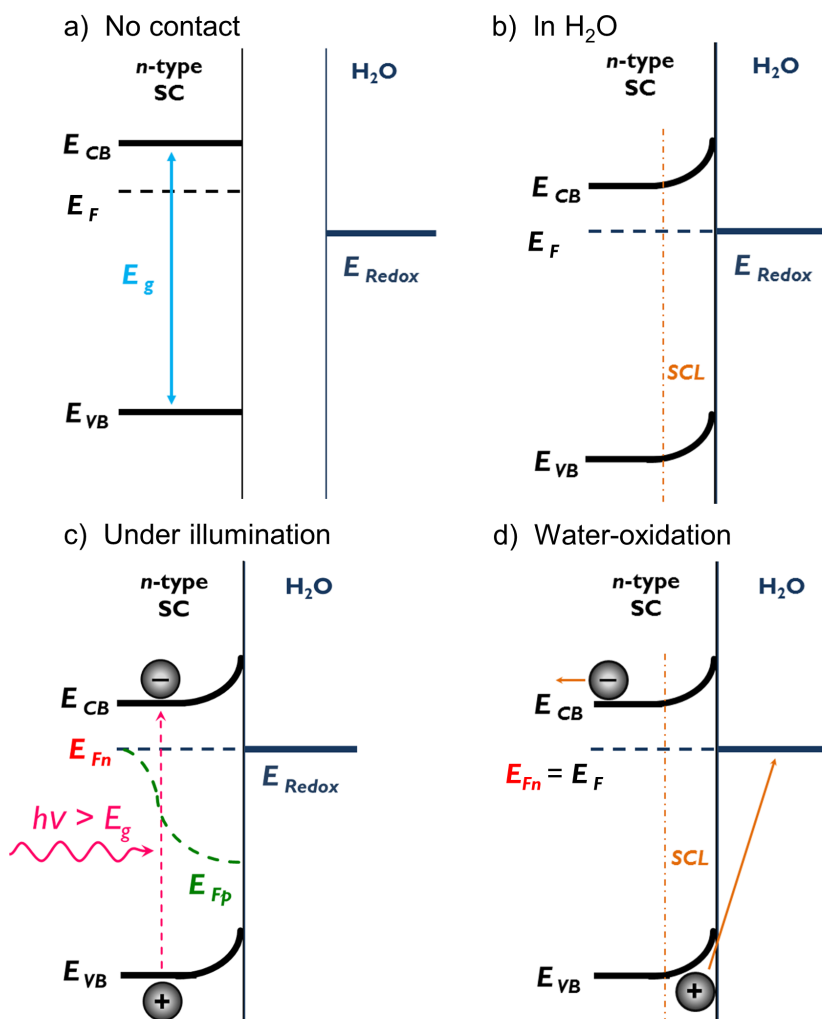 a) No contact
n-type
SC
H₂O
E CB
E F
E g
E Redox
E VB
b) In H₂O
n-type
SC
H₂O
E CB
E F
E Redox
SCL
E VB
c) Under illumination
n-type
SC
H₂O
−
E CB
E Fn
E Redox
hν > E g
E Fp
E VB
+
d) Water-oxidation
n-type
SC
H₂O
−
E CB
E Fn = E F
SCL
E VB
+